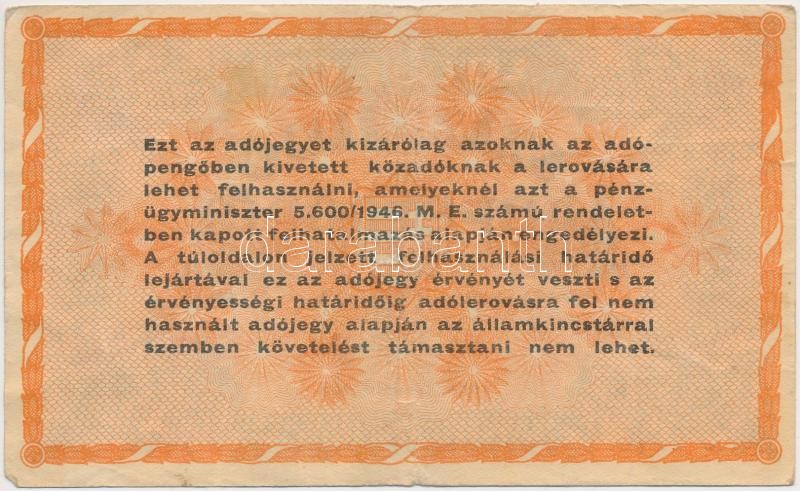 Ezt az adójegyet kizárólag azoknak az adó-
pengőben kivetett közadóknak a lerovására
lehet felhasználni, amelyeknél azt a pénz-
ügyminiszter 5.600/1946. M. E. számú rendelet-
ben kapott felhatalmazás alapján engedélyezi.
A túloldalon jelzett felhasználási határidő
lejártával ez az adójegy érvényét veszti s az
érvényességi határidőig adólerovásra fel nem
használt adójegy alapján az államkincstárral
szemben követelést támasztani nem lehet.
darabanth